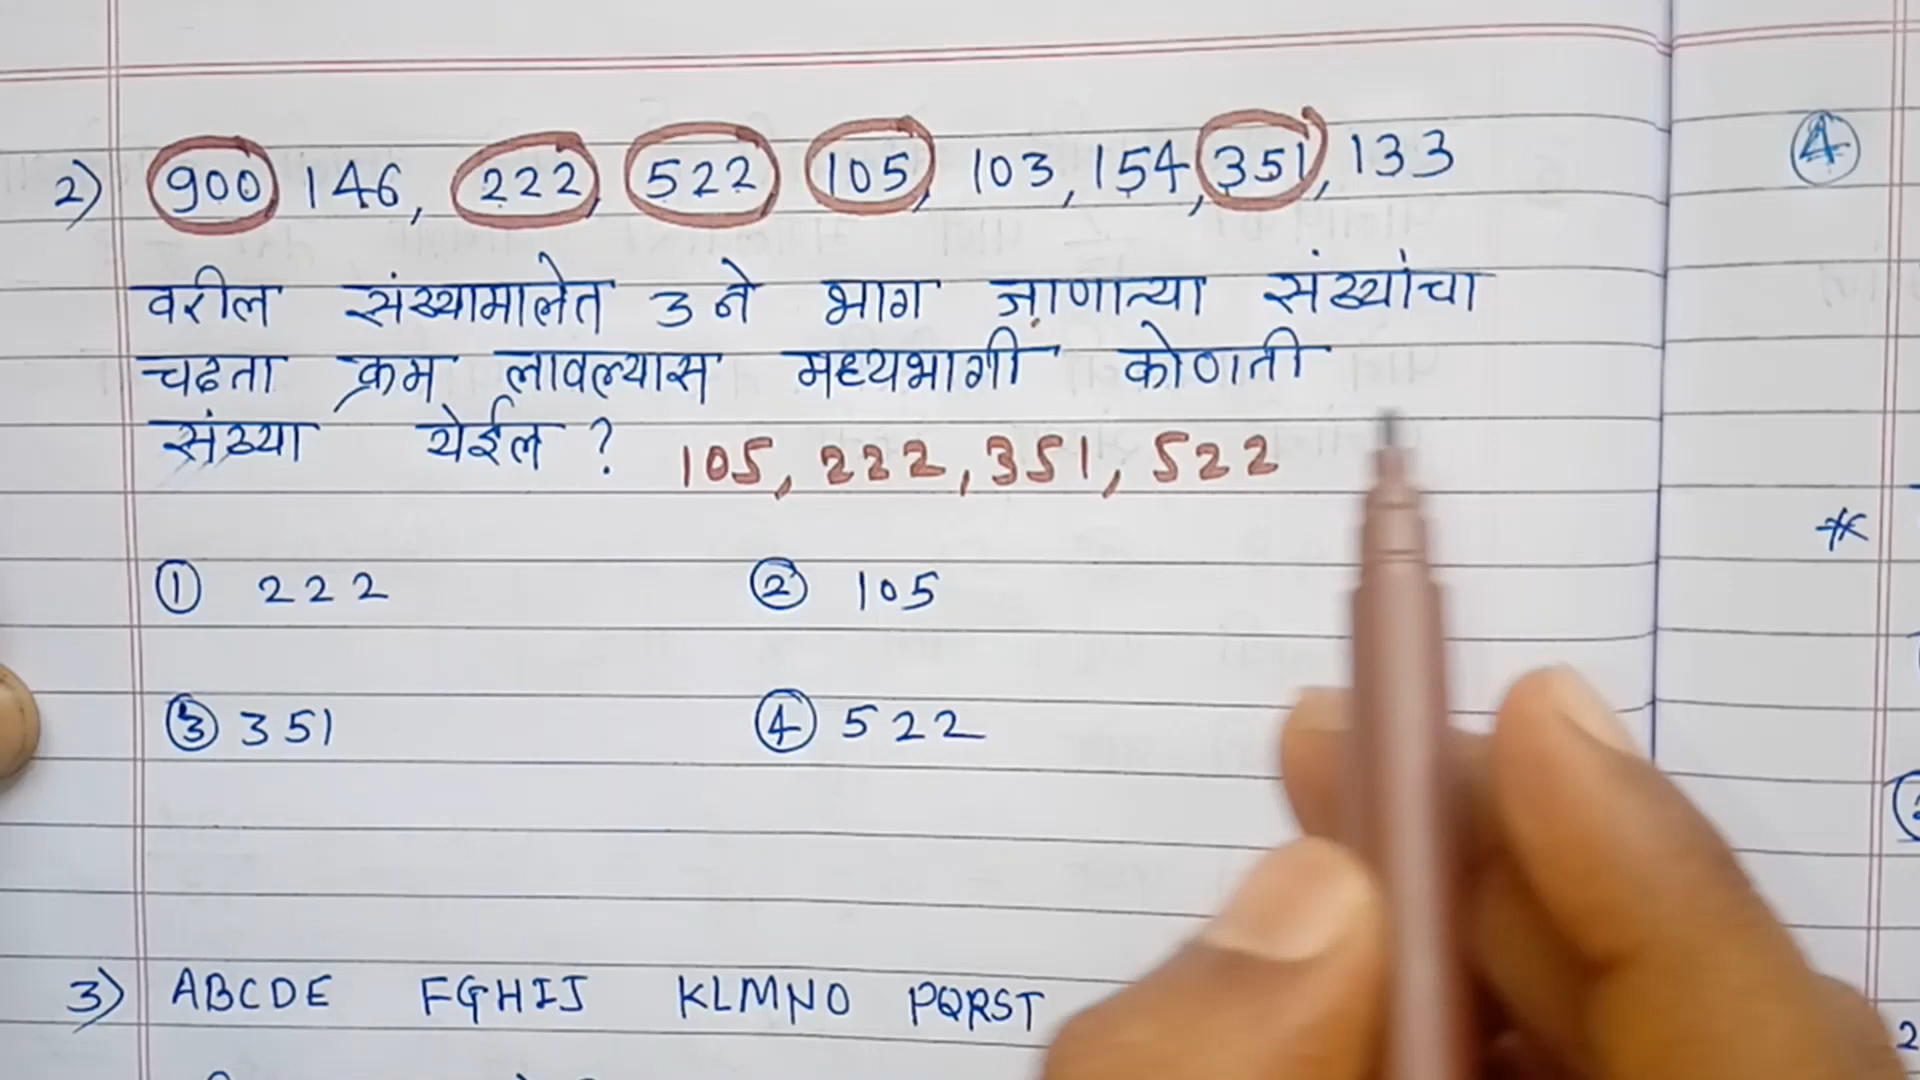 2) 900 146, 222, 522, 105, 103, 154, 351, 133
वरील संख्यामालेत 3 ने भाग जाणाऱ्या संख्यांचा
चढता क्रम लावल्यास मध्यभागी कोणती
संख्या येईल ? 105, 222, 351, 522
① 222 ② 105
③ 351 ④ 522
3) ABCDE FGHIJ KLMNO PQRST
④
*
2